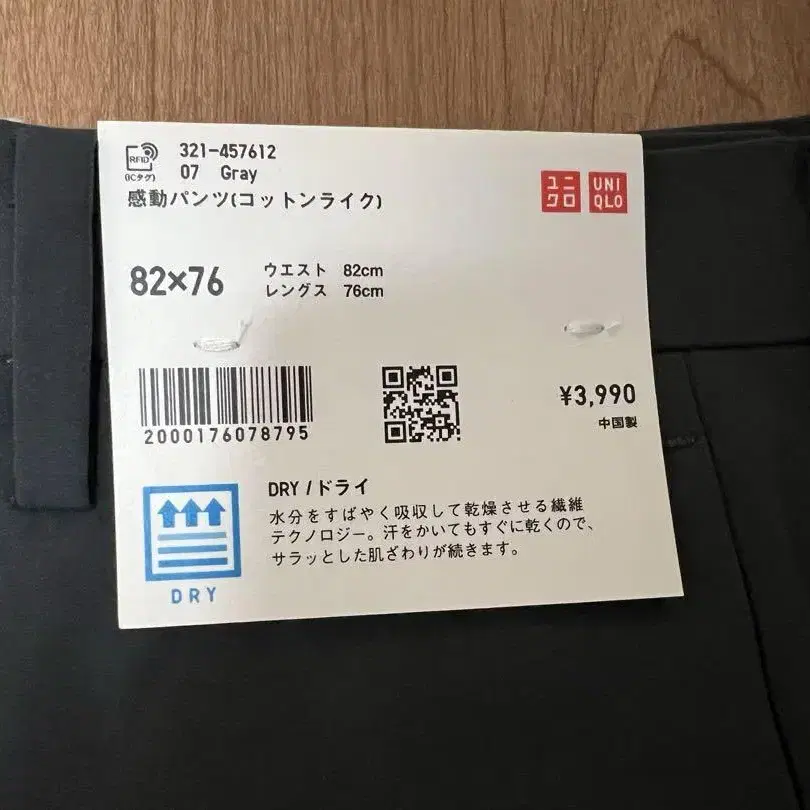 RFID
(ICタグ)
321-457612
07 Gray
感動パンツ(コットンライク)
ユニ
クロ
UNI
QLO
82×76
ウエスト 82cm
レングス 76cm
2000176078795
¥3,990
中国製
DRY / ドライ
水分をすばやく吸収して乾燥させる繊維
テクノロジー。汗をかいてもすぐに乾くので、
サラッとした肌ざわりが続きます。
DRY